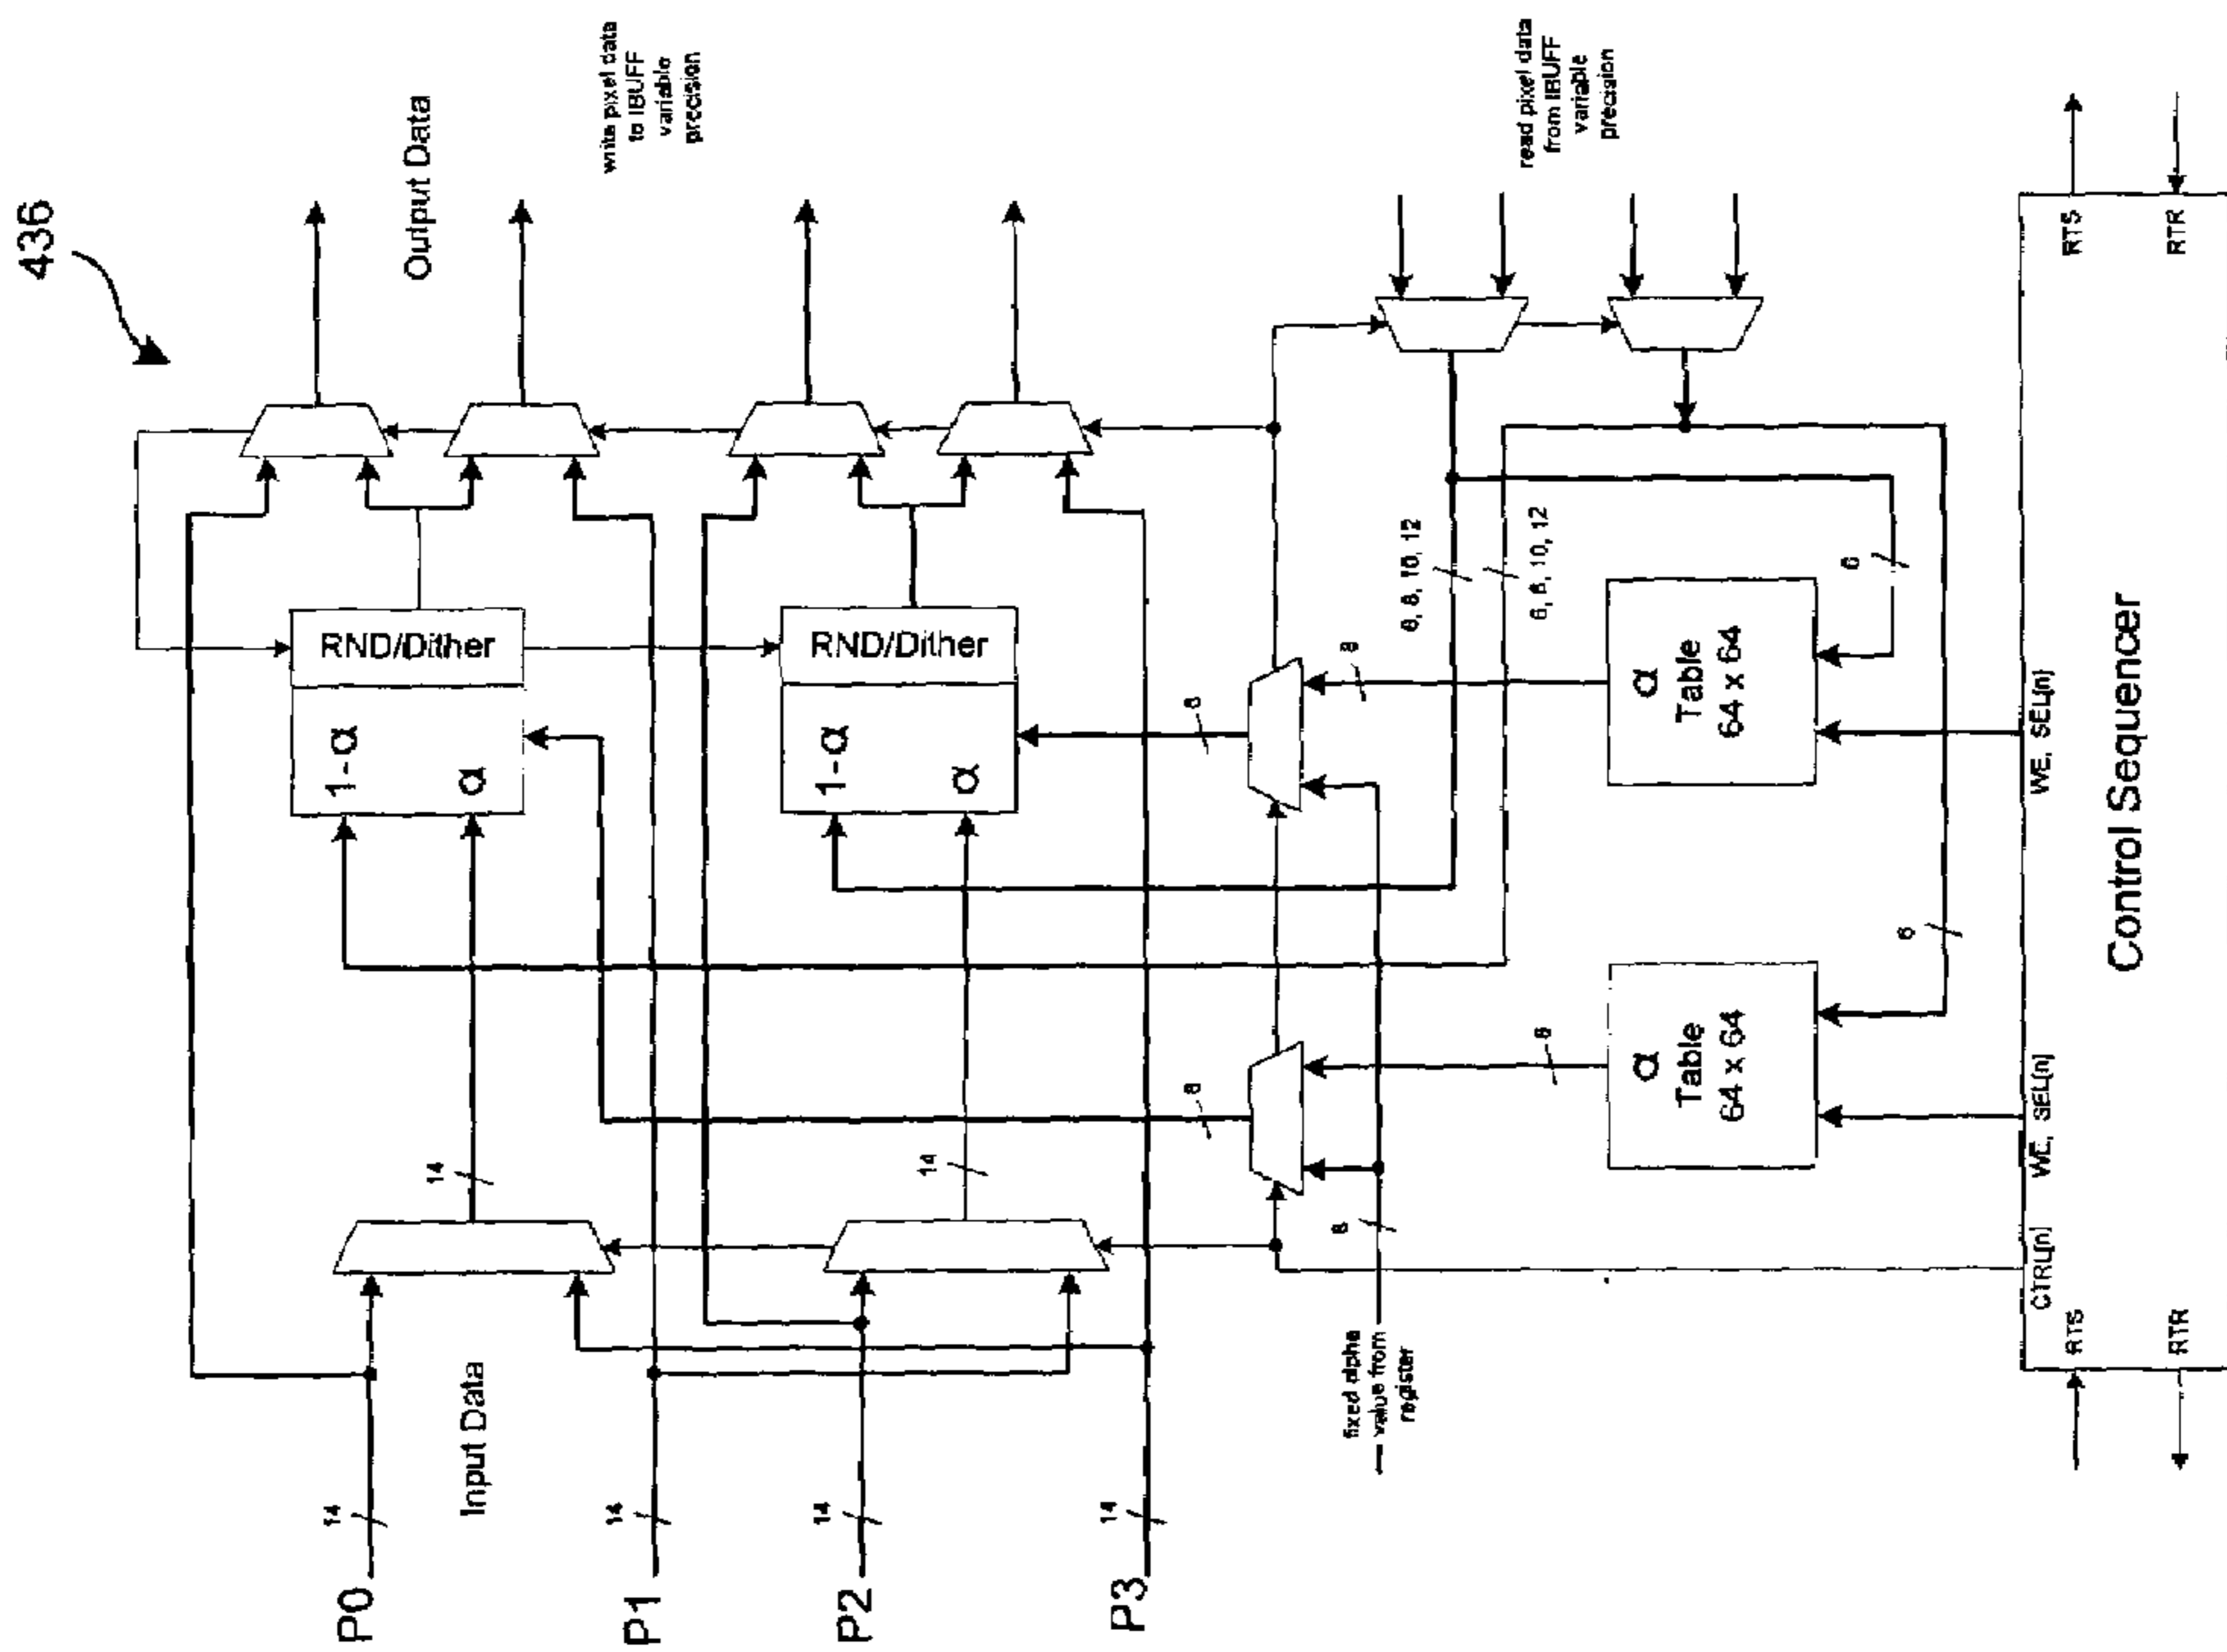 436
Output Data
write pixel data
to IBUFF
variable
precision
read pixel data
from IBUFF
variable
precision
RND/Dither
1-α
α
RND/Dither
1-α
α
6, 8, 10, 12
6, 8, 10, 12
8
8
6
α
Table
64 x 64
8
8
6
α
Table
64 x 64
14
14
8
P0
14
Input Data
P1
14
P2
14
P3
14
fixed alpha
value from
register
CTRL[n]
WE, SEL[n]
WE, SEL[n]
RTS
RTR
RTS
RTR
Control Sequencer